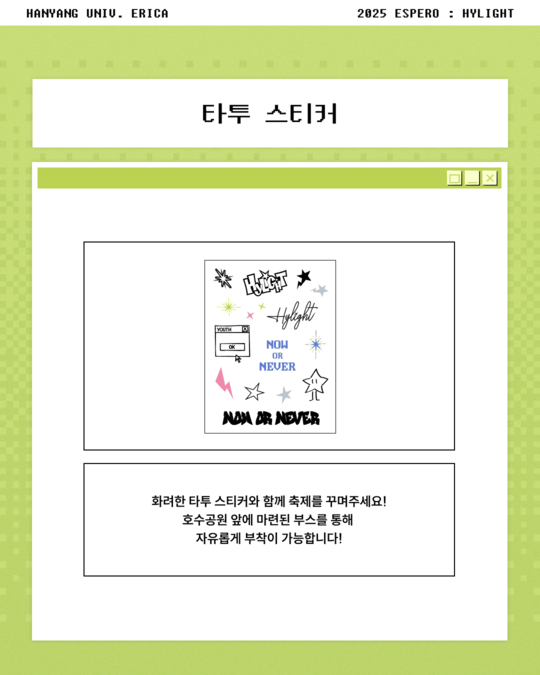 HANYANG UNIV. ERICA
2025 ESPERO : HYLIGHT
타투 스티커
HYLIGHT
Hylight
YOUTH
OK
NOW
OR
NEVER
NOW OR NEVER
화려한 타투 스티커와 함께 축제를 꾸며주세요!
호수공원 앞에 마련된 부스를 통해
자유롭게 부착이 가능합니다!